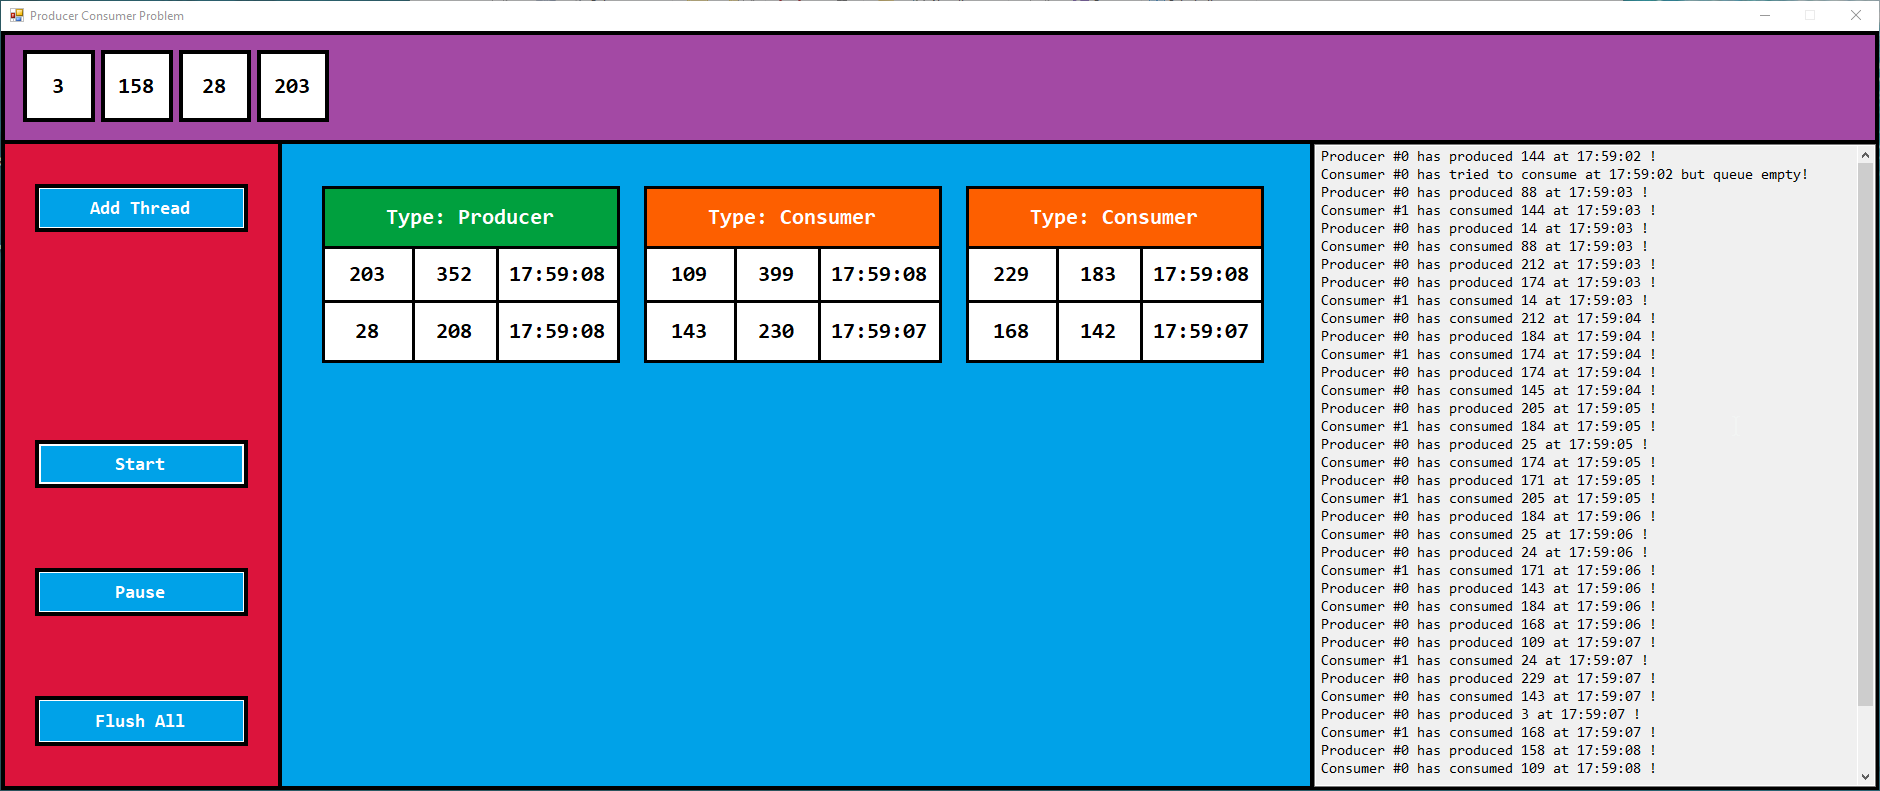 Producer Consumer Problem
3 158 28 203
Add Thread
Start
Pause
Flush All
Type: Producer
203 352 17:59:08
28 208 17:59:08
Type: Consumer
109 399 17:59:08
143 230 17:59:07
Type: Consumer
229 183 17:59:08
168 142 17:59:07
Producer #0 has produced 144 at 17:59:02 !
Consumer #0 has tried to consume at 17:59:02 but queue empty!
Producer #0 has produced 88 at 17:59:03 !
Consumer #1 has consumed 144 at 17:59:03 !
Producer #0 has produced 14 at 17:59:03 !
Consumer #0 has consumed 88 at 17:59:03 !
Producer #0 has produced 212 at 17:59:03 !
Producer #0 has produced 174 at 17:59:03 !
Consumer #1 has consumed 14 at 17:59:03 !
Consumer #0 has consumed 212 at 17:59:04 !
Producer #0 has produced 184 at 17:59:04 !
Consumer #1 has consumed 174 at 17:59:04 !
Producer #0 has produced 174 at 17:59:04 !
Consumer #0 has consumed 145 at 17:59:04 !
Producer #0 has produced 205 at 17:59:05 !
Consumer #1 has consumed 184 at 17:59:05 !
Producer #0 has produced 25 at 17:59:05 !
Consumer #0 has consumed 174 at 17:59:05 !
Producer #0 has produced 171 at 17:59:05 !
Consumer #1 has consumed 205 at 17:59:05 !
Producer #0 has produced 184 at 17:59:06 !
Consumer #0 has consumed 25 at 17:59:06 !
Producer #0 has produced 24 at 17:59:06 !
Consumer #1 has consumed 171 at 17:59:06 !
Producer #0 has produced 143 at 17:59:06 !
Consumer #0 has consumed 184 at 17:59:06 !
Producer #0 has produced 168 at 17:59:06 !
Producer #0 has produced 109 at 17:59:07 !
Consumer #1 has consumed 24 at 17:59:07 !
Producer #0 has produced 229 at 17:59:07 !
Consumer #0 has consumed 143 at 17:59:07 !
Producer #0 has produced 3 at 17:59:07 !
Consumer #1 has consumed 168 at 17:59:07 !
Producer #0 has produced 158 at 17:59:08 !
Consumer #0 has consumed 109 at 17:59:08 !